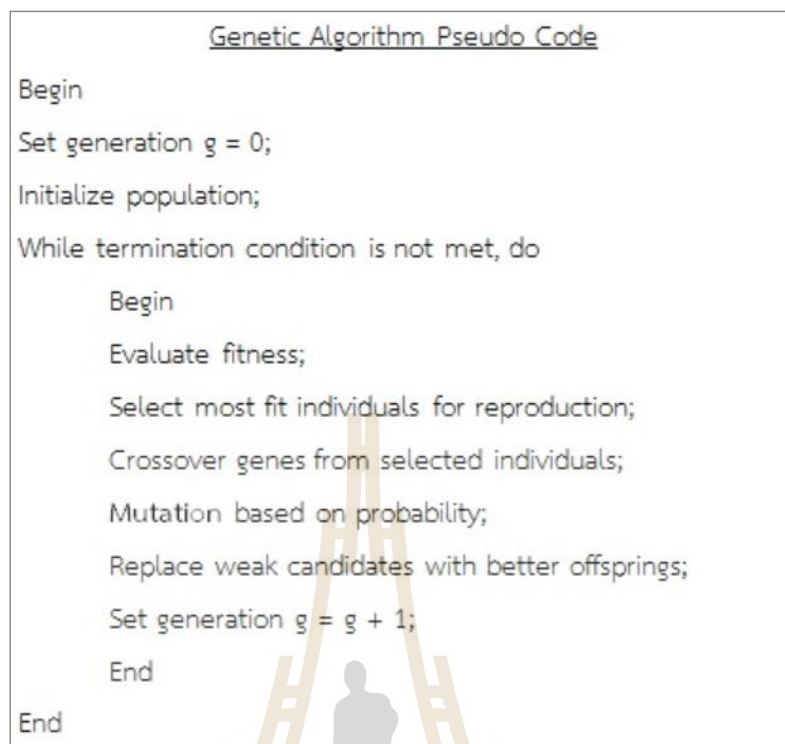 Genetic Algorithm Pseudo Code
Begin
Set generation g = 0;
Initialize population;
While termination condition is not met, do
Begin
Evaluate fitness;
Select most fit individuals for reproduction;
Crossover genes from selected individuals;
Mutation based on probability;
Replace weak candidates with better offsprings;
Set generation g = g + 1;
End
End